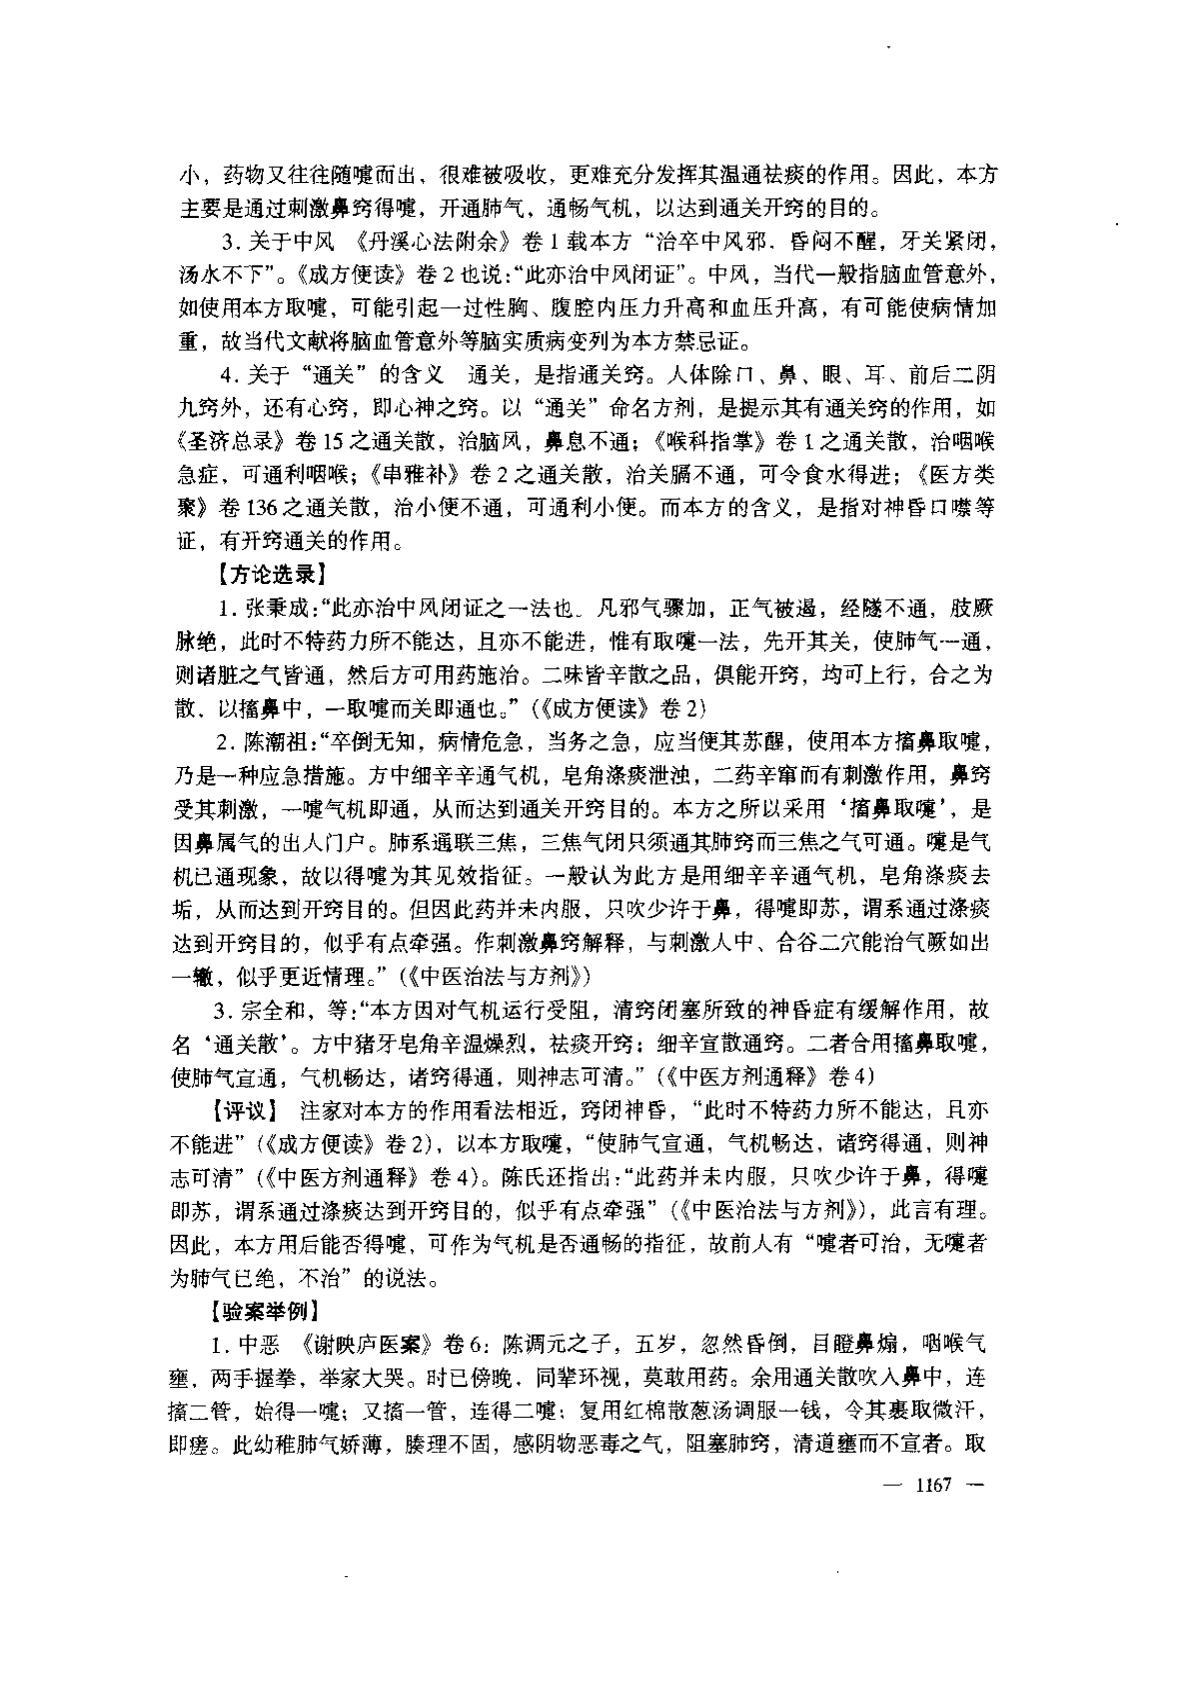 小，药物又往往随嚏而出，很难被吸收，更难充分发挥其温通祛痰的作用。因此，本方
主要是通过刺激鼻窍得嚏，开通肺气，通畅气机，以达到通关开窍的目的。
3. 关于中风 《丹溪心法附余》卷 1 载本方“治卒中风邪．昏闷不醒，牙关紧闭，
汤水不下”。《成方便读》卷 2 也说：“此亦治中风闭证”。中风，当代一般指脑血管意外，
如使用本方取嚏，可能引起一过性胸、腹腔内压力升高和血压升高，有可能使病情加
重，故当代文献将脑血管意外等脑实质病变列为本方禁忌证。
4. 关于“通关”的含义 通关，是指通关窍。人体除口、鼻、眼、耳、前后二阴
九窍外，还有心窍，即心神之窍。以“通关”命名方剂，是提示其有通关窍的作用，如
《圣济总录》卷 15 之通关散，治脑风，鼻息不通；《喉科指掌》卷 1 之通关散，治咽喉
急症，可通利咽喉；《串雅补》卷 2 之通关散，治关膈不通，可令食水得进；《医方类
聚》卷 136 之通关散，治小便不通，可通利小便。而本方的含义，是指对神昏口噤等
证，有开窍通关的作用。
【方论选录】
1. 张秉成：“此亦治中风闭证之一法也。凡邪气骤加，正气被遏，经隧不通，肢厥
脉绝，此时不特药力所不能达，且亦不能进，惟有取嚏一法，先开其关，使肺气一通，
则诸脏之气皆通，然后方可用药施治。二味皆辛散之品，俱能开窍，均可上行，合之为
散．以搐鼻中，一取嚏而关即通也。”（《成方便读》卷 2）
2. 陈潮祖：“卒倒无知，病情危急，当务之急，应当便其苏醒，使用本方搐鼻取嚏，
乃是一种应急措施。方中细辛辛通气机，皂角涤痰泄浊，二药辛窜而有刺激作用，鼻窍
受其刺激，一嚏气机即通，从而达到通关开窍目的。本方之所以采用‘搐鼻取嚏’，是
因鼻属气的出人门户。肺系通联三焦，三焦气闭只须通其肺窍而三焦之气可通。嚏是气
机已通现象，故以得嚏为其见效指征。一般认为此方是用细辛辛通气机，皂角涤痰去
垢，从而达到开窍目的。但因此药并未内服，只吹少许于鼻，得嚏即苏，谓系通过涤痰
达到开窍目的，似乎有点牵强。作刺激鼻窍解释，与刺激人中、合谷二穴能治气厥如出
一辙，似乎更近情理。”（《中医治法与方剂》）
3. 宗全和，等：“本方因对气机运行受阻，清窍闭塞所致的神昏症有缓解作用，故
名‘通关散’。方中猪牙皂角辛温燥烈，祛痰开窍；细辛宣散通窍。二者合用搐鼻取嚏，
使肺气宣通，气机畅达，诸窍得通，则神志可清。”（《中医方剂通释》卷 4）
【评议】 注家对本方的作用看法相近，窍闭神昏，“此时不特药力所不能达，且亦
不能进”（《成方便读》卷 2），以本方取嚏，“使肺气宣通，气机畅达，诸窍得通，则神
志可清”（《中医方剂通释》卷 4）。陈氏还指出：“此药并未内服，只吹少许于鼻，得嚏
即苏，谓系通过涤痰达到开窍目的，似乎有点牵强”（《中医治法与方剂》），此言有理。
因此，本方用后能否得嚏，可作为气机是否通畅的指征，故前人有“嚏者可治，无嚏者
为肺气已绝，不治”的说法。
【验案举例】
1. 中恶 《谢映庐医案》卷 6：陈调元之子，五岁，忽然昏倒，目瞪鼻煽，咽喉气
壅．两手握拳，举家大哭。时已傍晚．同辈环视，莫敢用药。余用通关散吹入鼻中，连
搐二管，始得一嚏；又搐一管，连得二嚏；复用红棉散葱汤调服一钱，令其裹取微汗，
即瘥。此幼稚肺气娇薄，腠理不固，感阴物恶毒之气，阻塞肺窍，清道壅而不宣者。取
— 1167 —